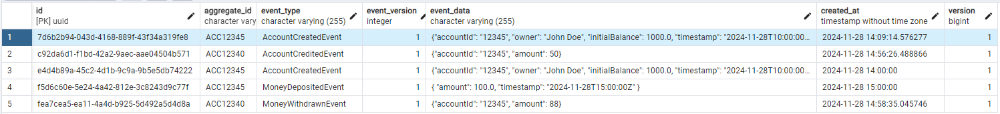 id aggregate_id event_type event_version event_data created_at version
[PK] uuid character vary character varying (255) integer character varying (255) timestamp without time zone bigint
1 7d6b2b94-043d-4168-889f-43f34a319fe8 ACC12345 AccountCreatedEvent 1 {"accountId": "12345", "owner": "John Doe", "initialBalance": 1000.0, "timestamp": "2024-11-28T10:00:00... 2024-11-28 14:09:14.576277 1
2 c92da6d1-f1bd-42a2-9aec-aae04504b571 ACC12340 AccountCreditedEvent 1 {"accountId": "12345", "amount": 50} 2024-11-28 14:56:26.488866 1
3 e4d4b89a-45c2-4d1b-9c9a-9b5e5db74222 ACC12345 AccountCreatedEvent 1 {"accountId": "12345", "owner": "John Doe", "initialBalance": 1000.0, "timestamp": "2024-11-28T10:00:00... 2024-11-28 14:00:00 1
4 f5d6c60e-5e24-4a42-812e-3c8243d9c77f ACC12345 MoneyDepositedEvent 1 { "amount": 100.0, "timestamp": "2024-11-28T15:00:00Z" } 2024-11-28 15:00:00 1
5 fea7cea5-ea11-4a4d-b925-5d492a5d4d8a ACC12340 MoneyWithdrawnEvent 1 {"accountId": "12345", "amount": 88} 2024-11-28 14:58:35.045746 1